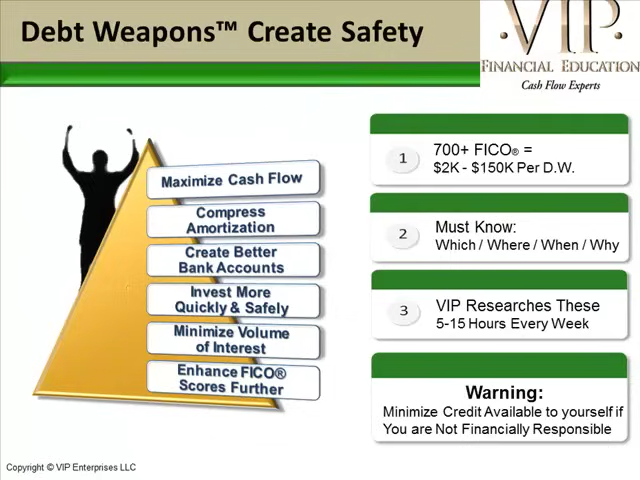 Debt Weapons™ Create Safety
VIP
FINANCIAL EDUCATION
Cash Flow Experts
Maximize Cash Flow
Compress
Amortization
Create Better
Bank Accounts
Invest More
Quickly & Safely
Minimize Volume
of Interest
Enhance FICO®
Scores Further
1
700+ FICO® =
$2K - $150K Per D.W.
2
Must Know:
Which / Where / When / Why
3
VIP Researches These
5-15 Hours Every Week
Warning:
Minimize Credit Available to yourself if
You are Not Financially Responsible
Copyright © VIP Enterprises LLC